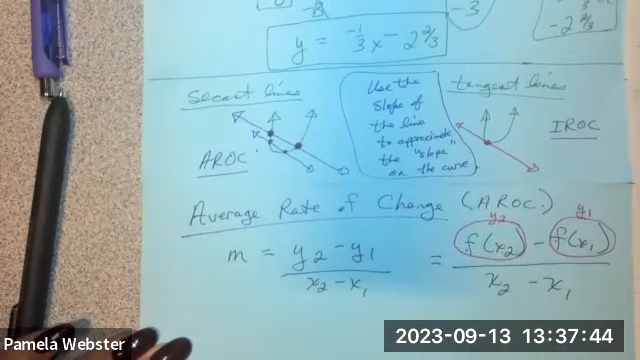 -3
-2 2/3
y = -1/3 x - 2 2/3
secant lines
AROC
Use the
slope of
the line
to approximate
the "slope"
on the curve.
tangent lines
IROC
Average Rate of Change (AROC)
y2 y1
m = y2 - y1 / x2 - x1 = f(x2) - f(x1) / x2 - x1
Pamela Webster
2023-09-13 13:37:44